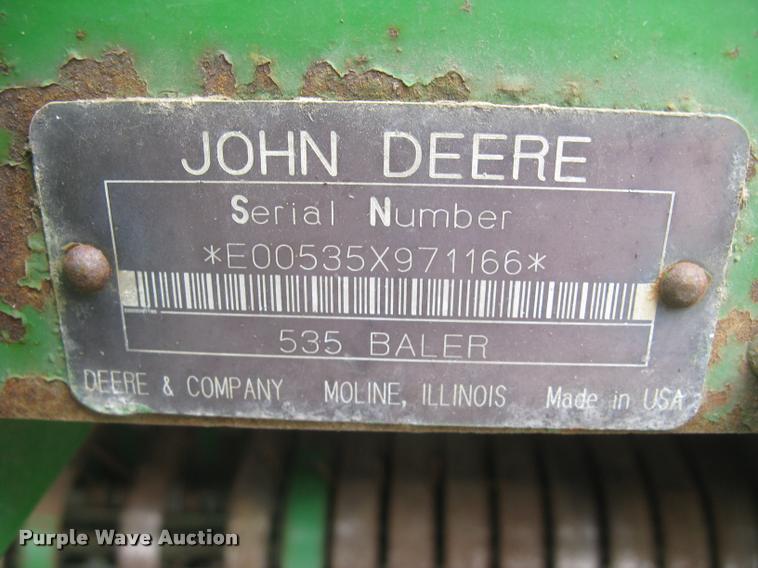 JOHN DEERE
Serial Number
*E00535X971166*
535 BALER
DEERE & COMPANY MOLINE, ILLINOIS Made in USA
Purple Wave Auction